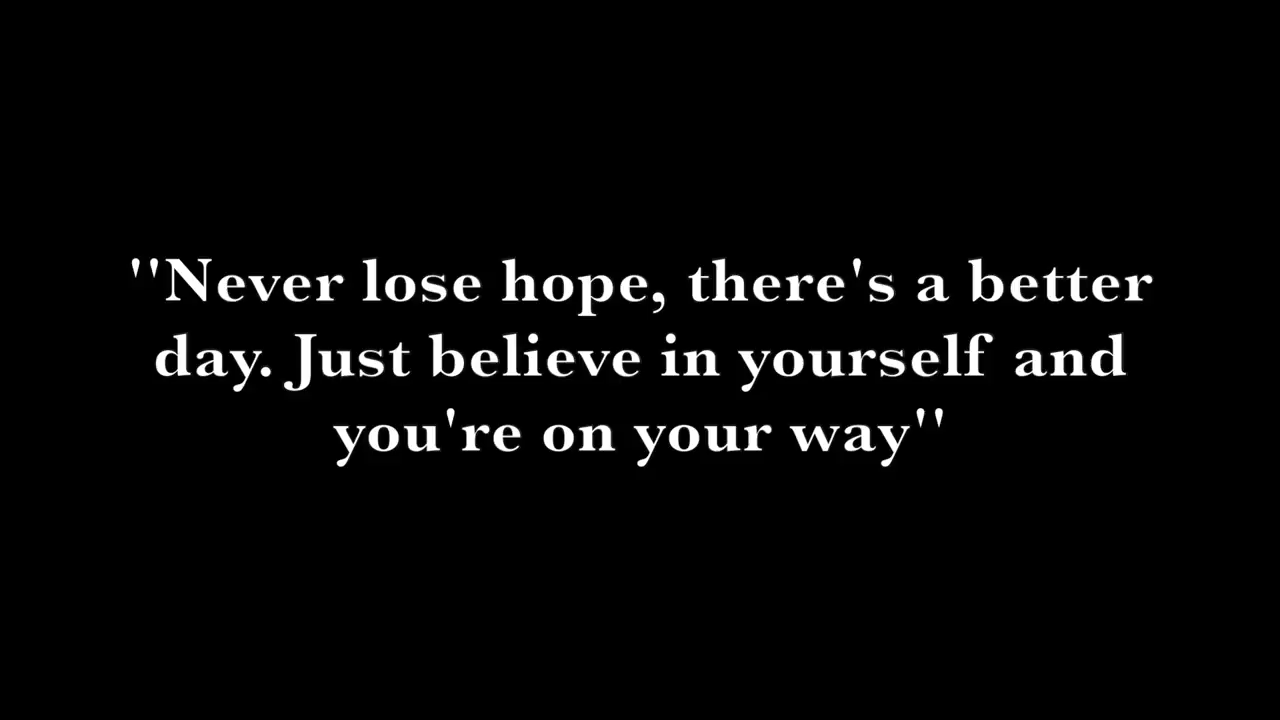 ''Never lose hope, there's a better
day. Just believe in yourself and
you're on your way''